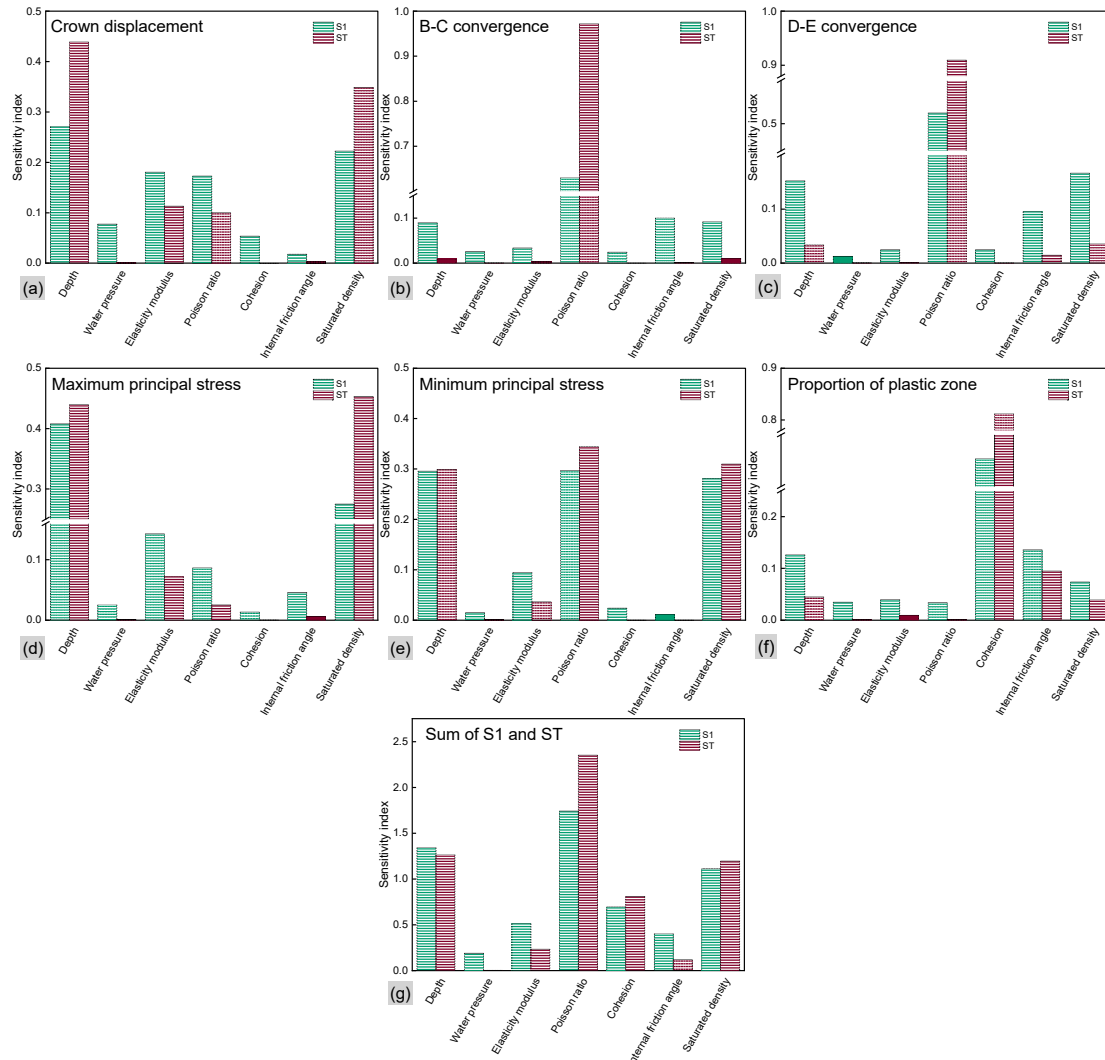 Crown displacement
S1
ST
Sensitivity index
0.5
0.4
0.3
0.2
0.1
0.0
Depth
Water pressure
Elasticity modulus
Poisson ratio
Cohesion
Internal friction angle
Saturated density
(a)
B-C convergence
S1
ST
Sensitivity index
1.0
0.9
0.8
0.7
0.1
0.0
Depth
Water pressure
Elasticity modulus
Poisson ratio
Cohesion
Internal friction angle
Saturated density
(b)
D-E convergence
S1
ST
Sensitivity index
1.0
0.9
0.5
0.1
0.0
Depth
Water pressure
Elasticity modulus
Poisson ratio
Cohesion
Internal friction angle
Saturated density
(c)
Maximum principal stress
S1
ST
Sensitivity index
0.5
0.4
0.3
0.1
0.0
Depth
Water pressure
Elasticity modulus
Poisson ratio
Cohesion
Internal friction angle
Saturated density
(d)
Minimum principal stress
S1
ST
Sensitivity index
0.5
0.4
0.3
0.2
0.1
0.0
Depth
Water pressure
Elasticity modulus
Poisson ratio
Cohesion
Internal friction angle
Saturated density
(e)
Proportion of plastic zone
S1
ST
Sensitivity index
0.9
0.8
0.2
0.1
0.0
Depth
Water pressure
Elasticity modulus
Poisson ratio
Cohesion
Internal friction angle
Saturated density
(f)
Sum of S1 and ST
S1
ST
Sensitivity index
2.5
2.0
1.5
1.0
0.5
0.0
Depth
Water pressure
Elasticity modulus
Poisson ratio
Cohesion
Internal friction angle
Saturated density
(g)